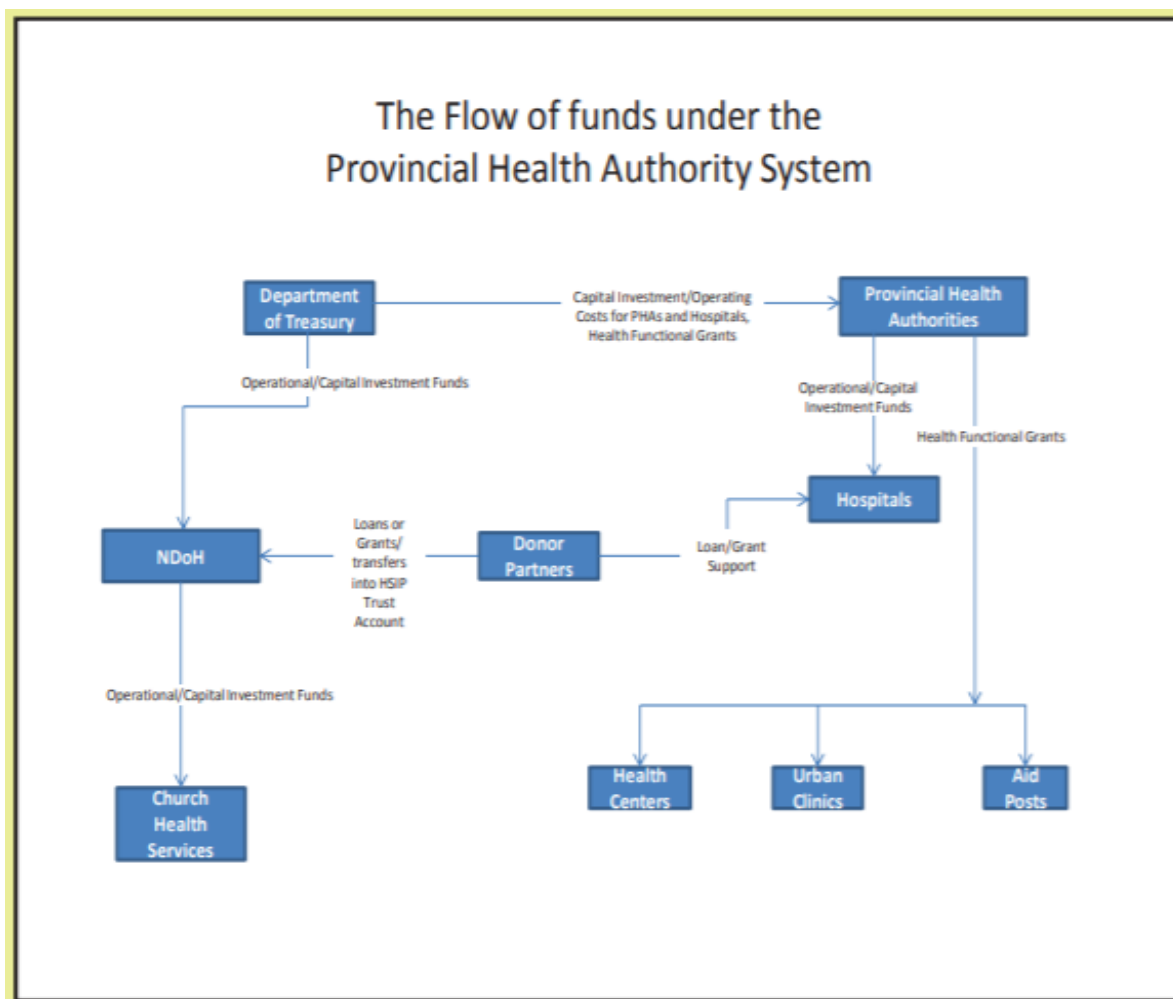 The Flow of funds under the
Provincial Health Authority System
Department
of Treasury
Capital Investment/Operating
Costs for PHAs and Hospitals,
Health Functional Grants
Provincial Health
Authorities
Operational/Capital Investment Funds
Operational/Capital
Investment Funds
Health Functional Grants
Hospitals
NDoH
Loans or
Grants/
transfers
into HSIP
Trust
Account
Donor
Partners
Loan/Grant
Support
Operational/Capital Investment Funds
Church
Health
Services
Health
Centers
Urban
Clinics
Aid
Posts